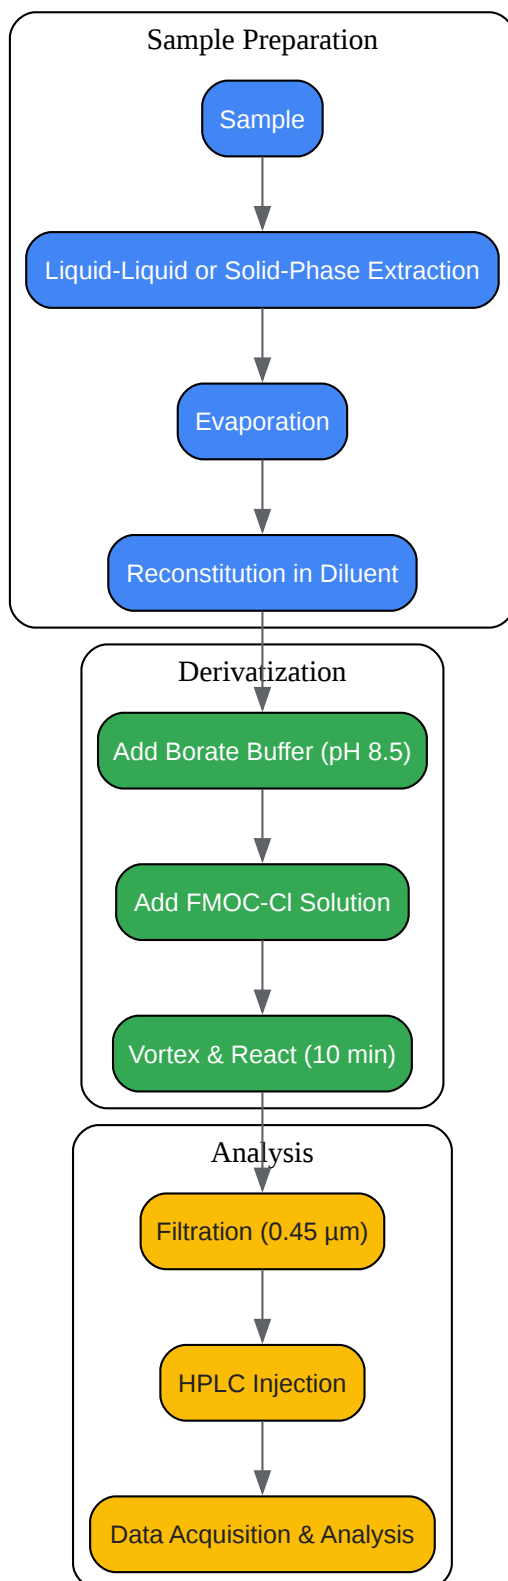 Sample Preparation
Sample
Liquid-Liquid or Solid-Phase Extraction
Evaporation
Reconstitution in Diluent
Derivatization
Add Borate Buffer (pH 8.5)
Add FMOC-Cl Solution
Vortex & React (10 min)
Analysis
Filtration (0.45 µm)
HPLC Injection
Data Acquisition & Analysis